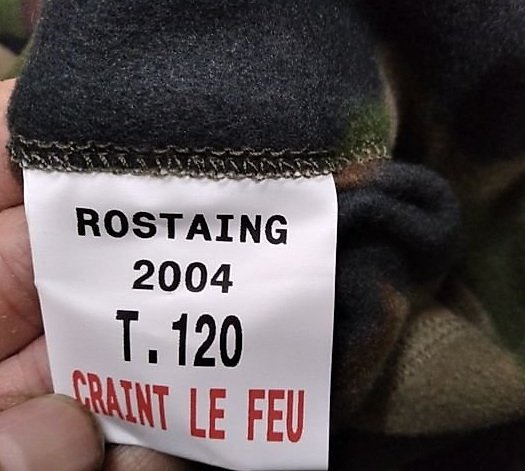 ROSTAING
2004
T.120
CRAINT LE FEU